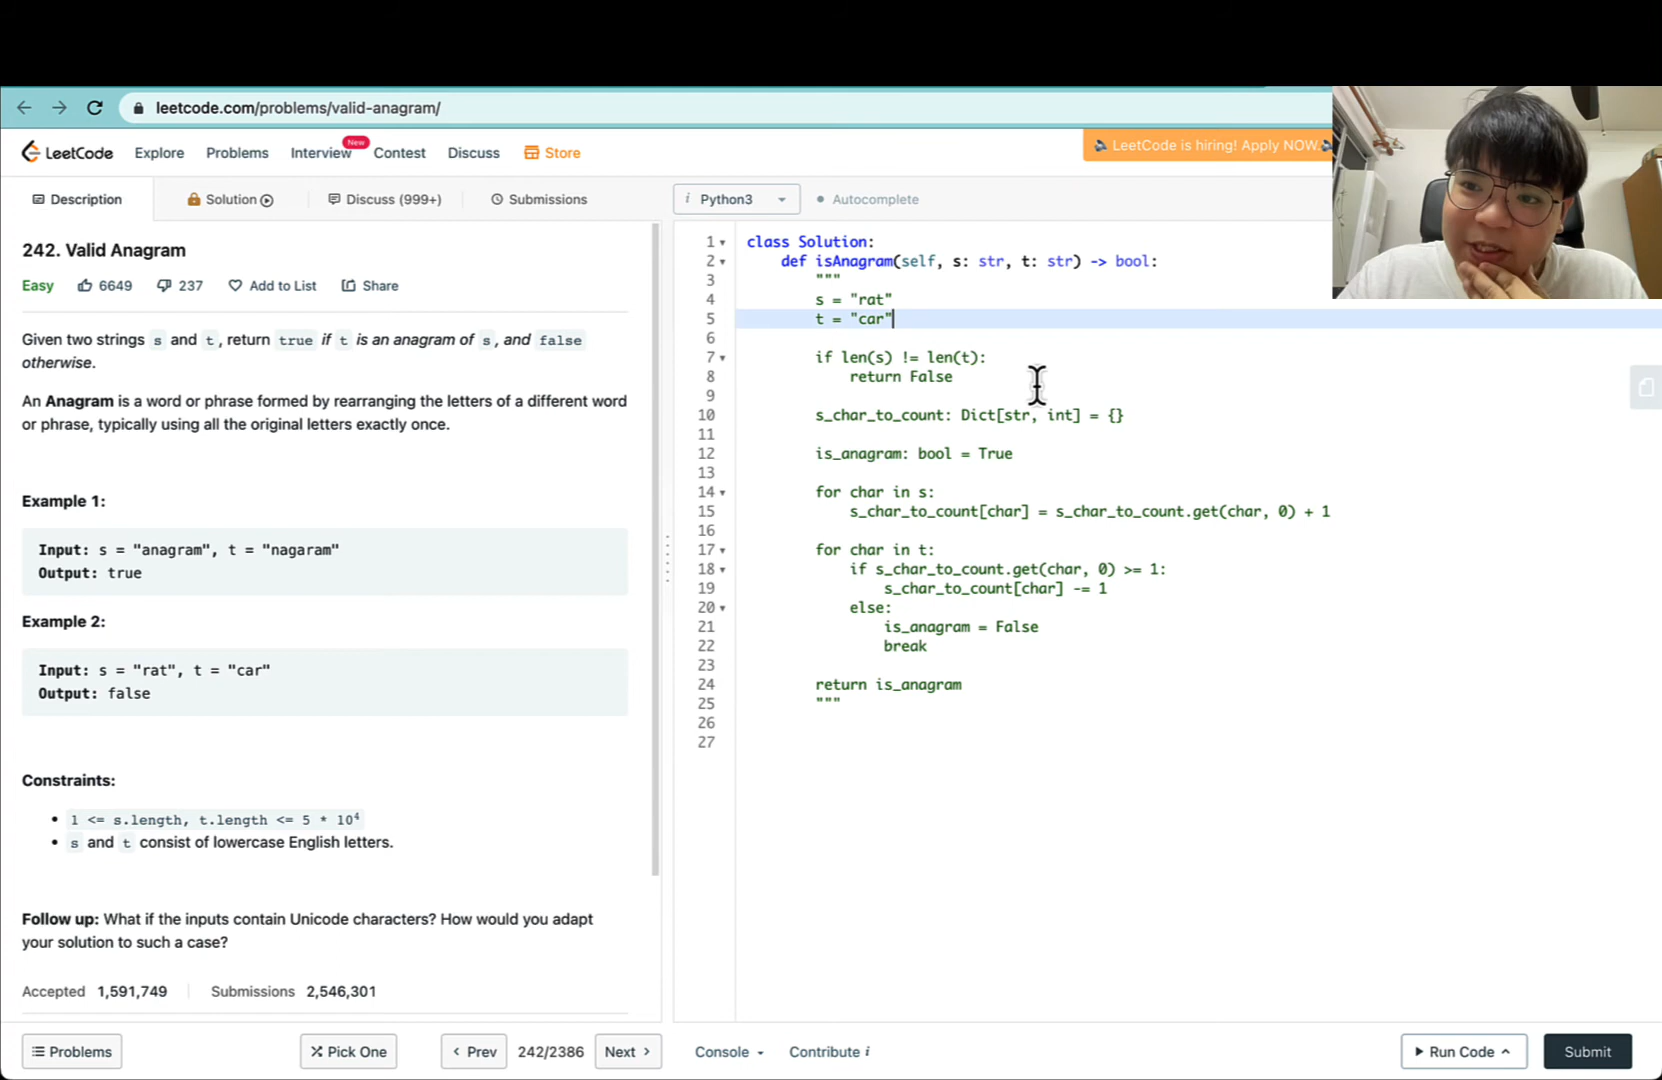 leetcode.com/problems/valid-anagram/
LeetCode Explore Problems Interview New Contest Discuss Store
LeetCode is hiring! Apply NOW.
Description Solution Discuss (999+) Submissions
i Python3 Autocomplete
242. Valid Anagram
Easy 6649 237 Add to List Share
Given two strings s and t, return true if t is an anagram of s, and false
otherwise.
An Anagram is a word or phrase formed by rearranging the letters of a different word
or phrase, typically using all the original letters exactly once.
Example 1:
Input: s = "anagram", t = "nagaram"
Output: true
Example 2:
Input: s = "rat", t = "car"
Output: false
Constraints:
• 1 <= s.length, t.length <= 5 * 10⁴
• s and t consist of lowercase English letters.
Follow up: What if the inputs contain Unicode characters? How would you adapt
your solution to such a case?
Accepted 1,591,749 Submissions 2,546,301
1 class Solution:
2 def isAnagram(self, s: str, t: str) -> bool:
3 """
4 s = "rat"
5 t = "car"
6
7 if len(s) != len(t):
8 return False
9
10 s_char_to_count: Dict[str, int] = {}
11
12 is_anagram: bool = True
13
14 for char in s:
15 s_char_to_count[char] = s_char_to_count.get(char, 0) + 1
16
17 for char in t:
18 if s_char_to_count.get(char, 0) >= 1:
19 s_char_to_count[char] -= 1
20 else:
21 is_anagram = False
22 break
23
24 return is_anagram
25 """
26
27
Problems Pick One Prev 242/2386 Next Console Contribute i Run Code Submit